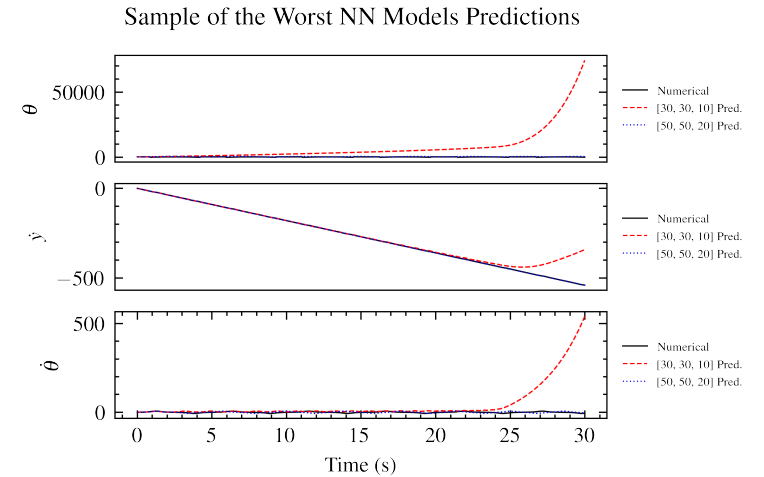 Sample of the Worst NN Models Predictions
50000
0
θ
Numerical
[30, 30, 10] Pred.
[50, 50, 20] Pred.
0
−500
ẏ
Numerical
[30, 30, 10] Pred.
[50, 50, 20] Pred.
500
0
θ̇
Numerical
[30, 30, 10] Pred.
[50, 50, 20] Pred.
0 5 10 15 20 25 30
Time (s)